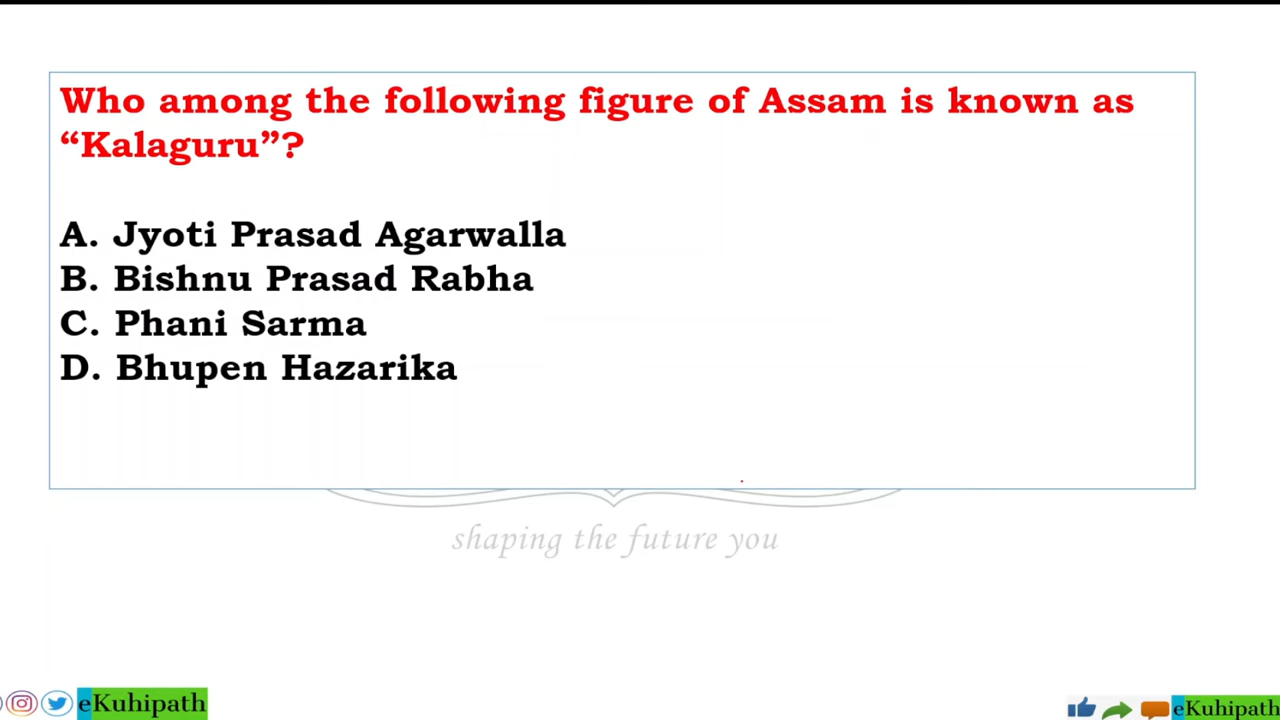 Who among the following figure of Assam is known as
“Kalaguru”?
A. Jyoti Prasad Agarwalla
B. Bishnu Prasad Rabha
C. Phani Sarma
D. Bhupen Hazarika
shaping the future you
eKuhipath
eKuhipath